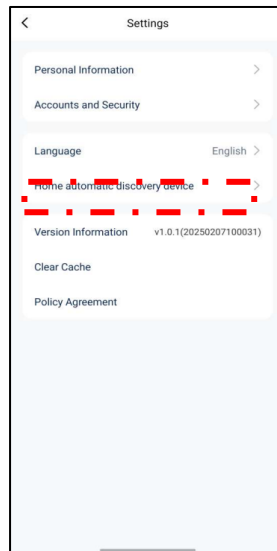 Settings
Personal Information
Accounts and Security
Language English
Home automatic discovery device
Version Information v1.0.1(20250207100031)
Clear Cache
Policy Agreement